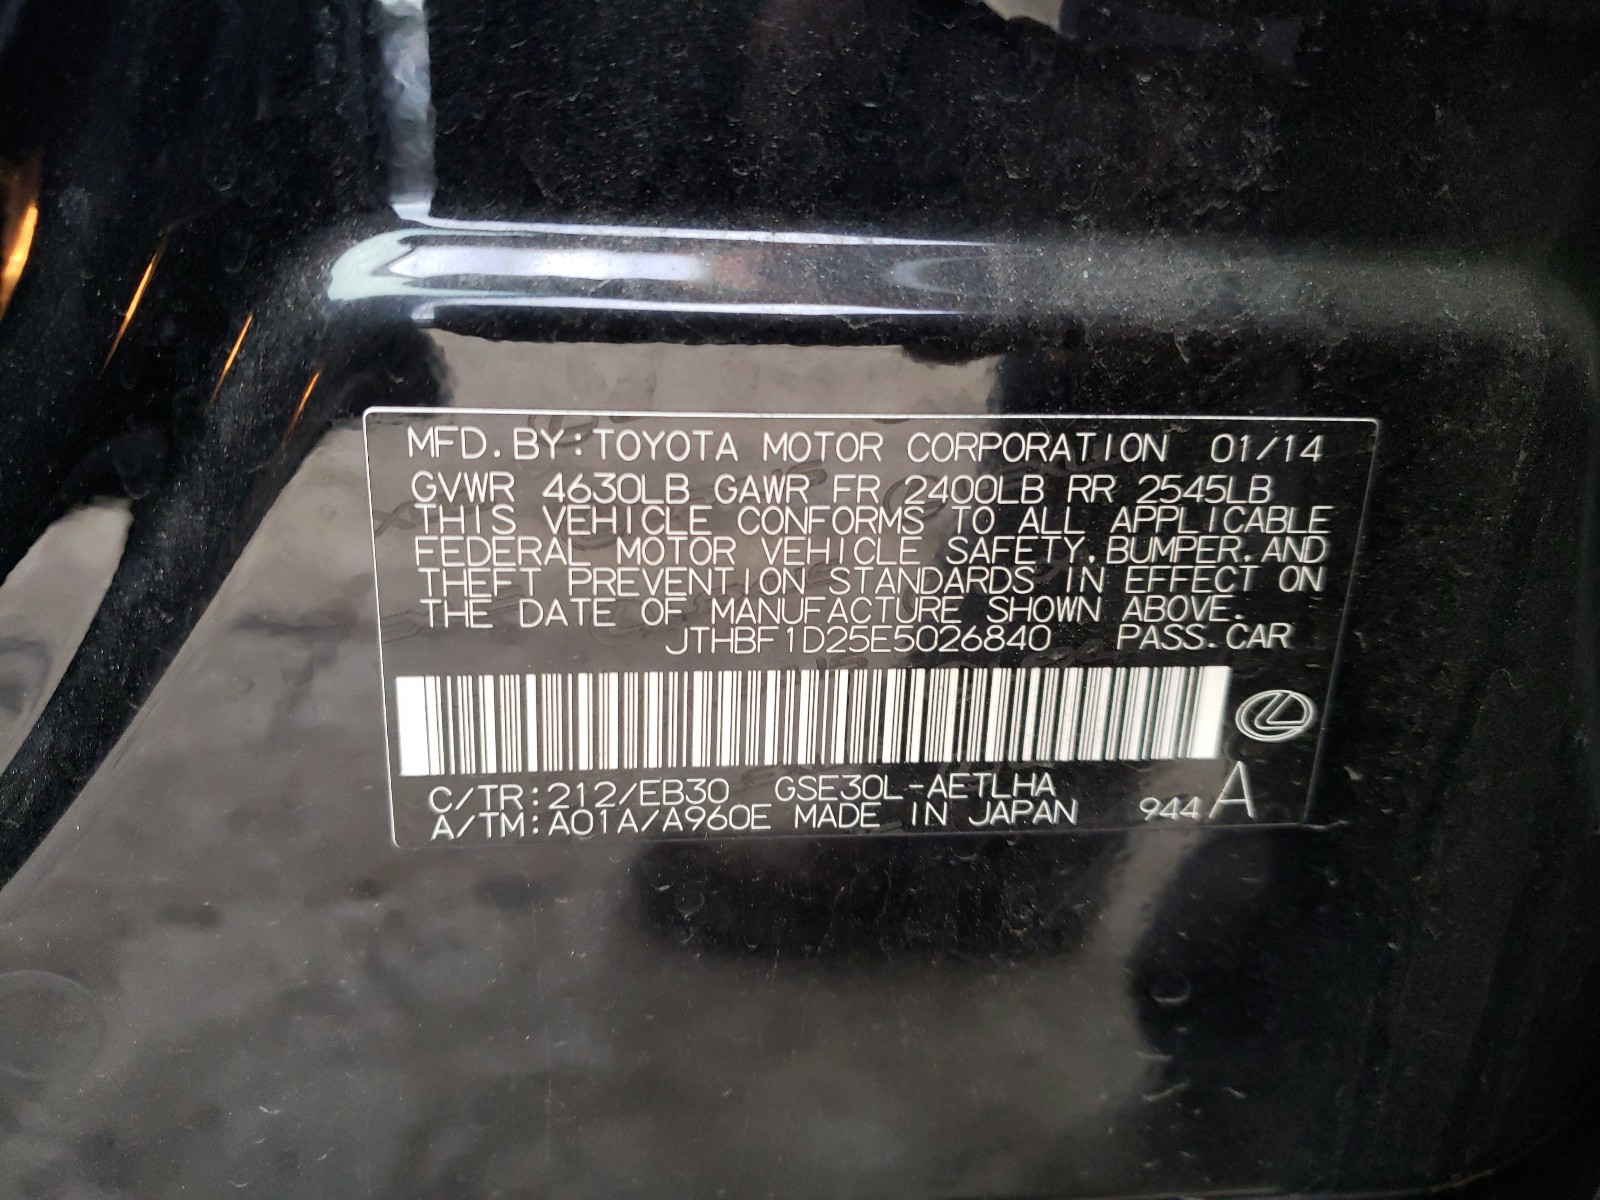 MFD.BY:TOYOTA MOTOR CORPORATION 01/14
GVWR 4630LB GAWR FR 2400LB RR 2545LB
THIS VEHICLE CONFORMS TO ALL APPLICABLE
FEDERAL MOTOR VEHICLE SAFETY,BUMPER,AND
THEFT PREVENTION STANDARDS IN EFFECT ON
THE DATE OF MANUFACTURE SHOWN ABOVE.
JTHBF1D25E5026840 PASS.CAR
C/TR:212/EB30 GSE30L-AETLHA
A/TM:A01A/A960E MADE IN JAPAN 944 A